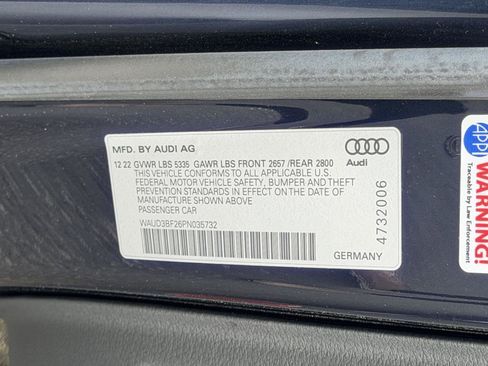 MFD. BY AUDI AG
Audi
12.22 GVWR LBS 5335 GAWR LBS FRONT 2657 /REAR 2800
THIS VEHICLE CONFORMS TO ALL APPLICABLE U.S.
FEDERAL MOTOR VEHICLE SAFETY, BUMPER AND THEFT
PREVENTION STANDARDS IN EFFECT ON THE DATE OF
MANUFACTURE SHOWN ABOVE
PASSENGER CAR
WAUD3BF26PN035732
GERMANY
4732006
APPI
WARNING!
Traceable by
Law Enforcement